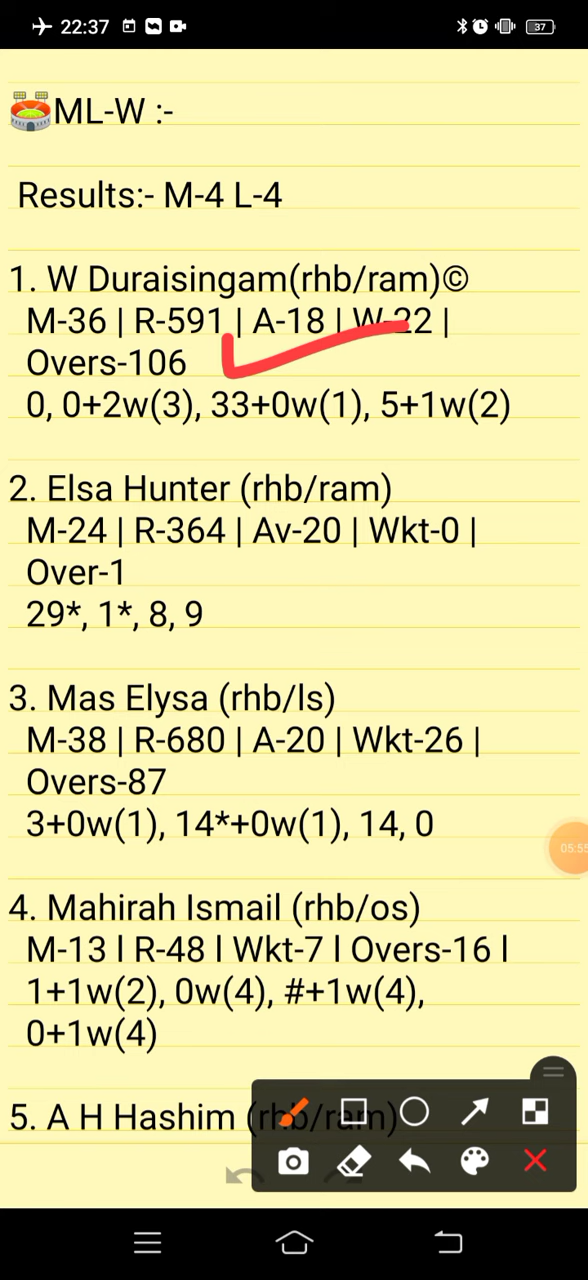 22:37
37
ML-W :-
Results:- M-4 L-4
1. W Duraisingam(rhb/ram)©
M-36 | R-591 | A-18 | W-22 |
Overs-106
0, 0+2w(3), 33+0w(1), 5+1w(2)
2. Elsa Hunter (rhb/ram)
M-24 | R-364 | Av-20 | Wkt-0 |
Over-1
29*, 1*, 8, 9
3. Mas Elysa (rhb/ls)
M-38 | R-680 | A-20 | Wkt-26 |
Overs-87
3+0w(1), 14*+0w(1), 14, 0
05:55
4. Mahirah Ismail (rhb/os)
M-13 l R-48 l Wkt-7 l Overs-16 l
1+1w(2), 0w(4), #+1w(4),
0+1w(4)
5. A H Hashim (rhb/ram)